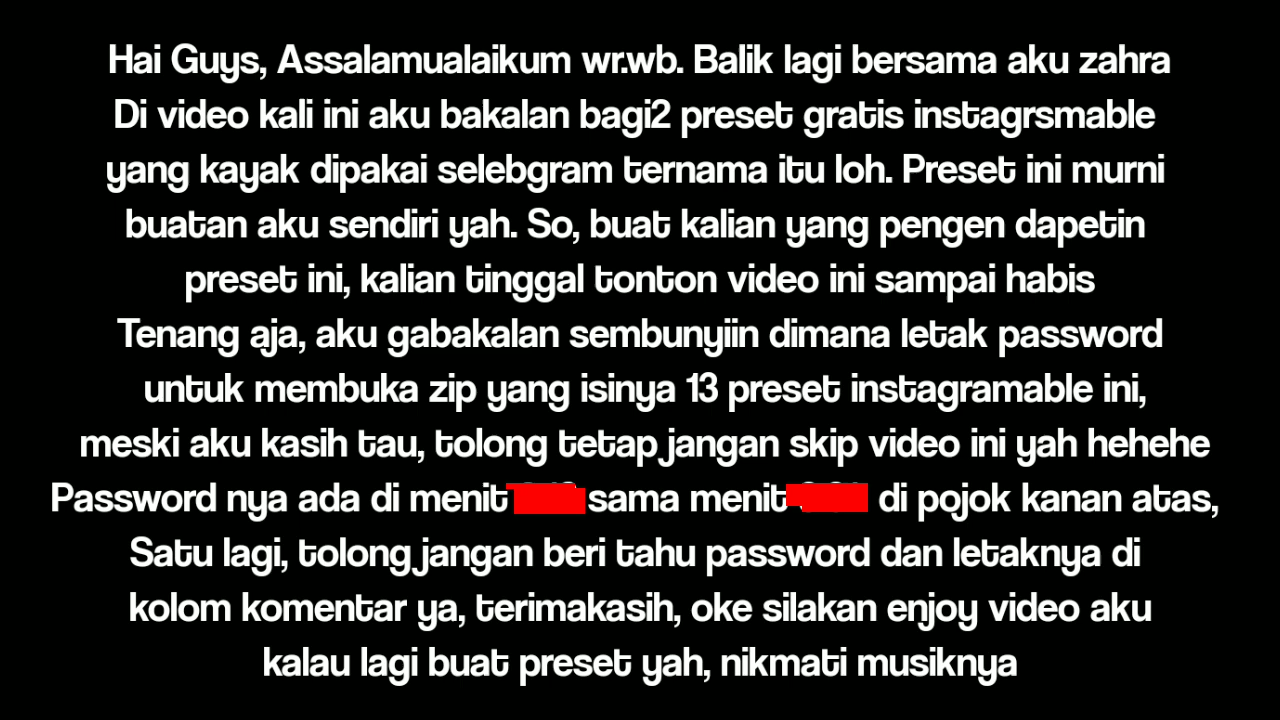 Hai Guys, Assalamualaikum wr.wb. Balik lagi bersama aku zahra
Di video kali ini aku bakalan bagi2 preset gratis instagrsmable
yang kayak dipakai selebgram ternama itu loh. Preset ini murni
buatan aku sendiri yah. So, buat kalian yang pengen dapetin
preset ini, kalian tinggal tonton video ini sampai habis
Tenang aja, aku gabakalan sembunyiin dimana letak password
untuk membuka zip yang isinya 13 preset instagramable ini,
meski aku kasih tau, tolong tetap jangan skip video ini yah hehehe
Password nya ada di menit sama menit di pojok kanan atas,
Satu lagi, tolong jangan beri tahu password dan letaknya di
kolom komentar ya, terimakasih, oke silakan enjoy video aku
kalau lagi buat preset yah, nikmati musiknya